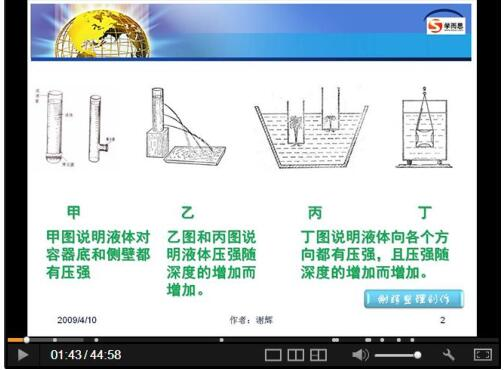 学而思
甲
乙
丙
丁
甲图说明液体对
容器底和侧壁都
有压强
乙图和丙图说
明液体压强随
深度的增加而
增加。
丁图说明液体向各个方
向都有压强，且压强随
深度的增加而增加。
2009/4/10
作者：谢辉
2
01:43/44:58